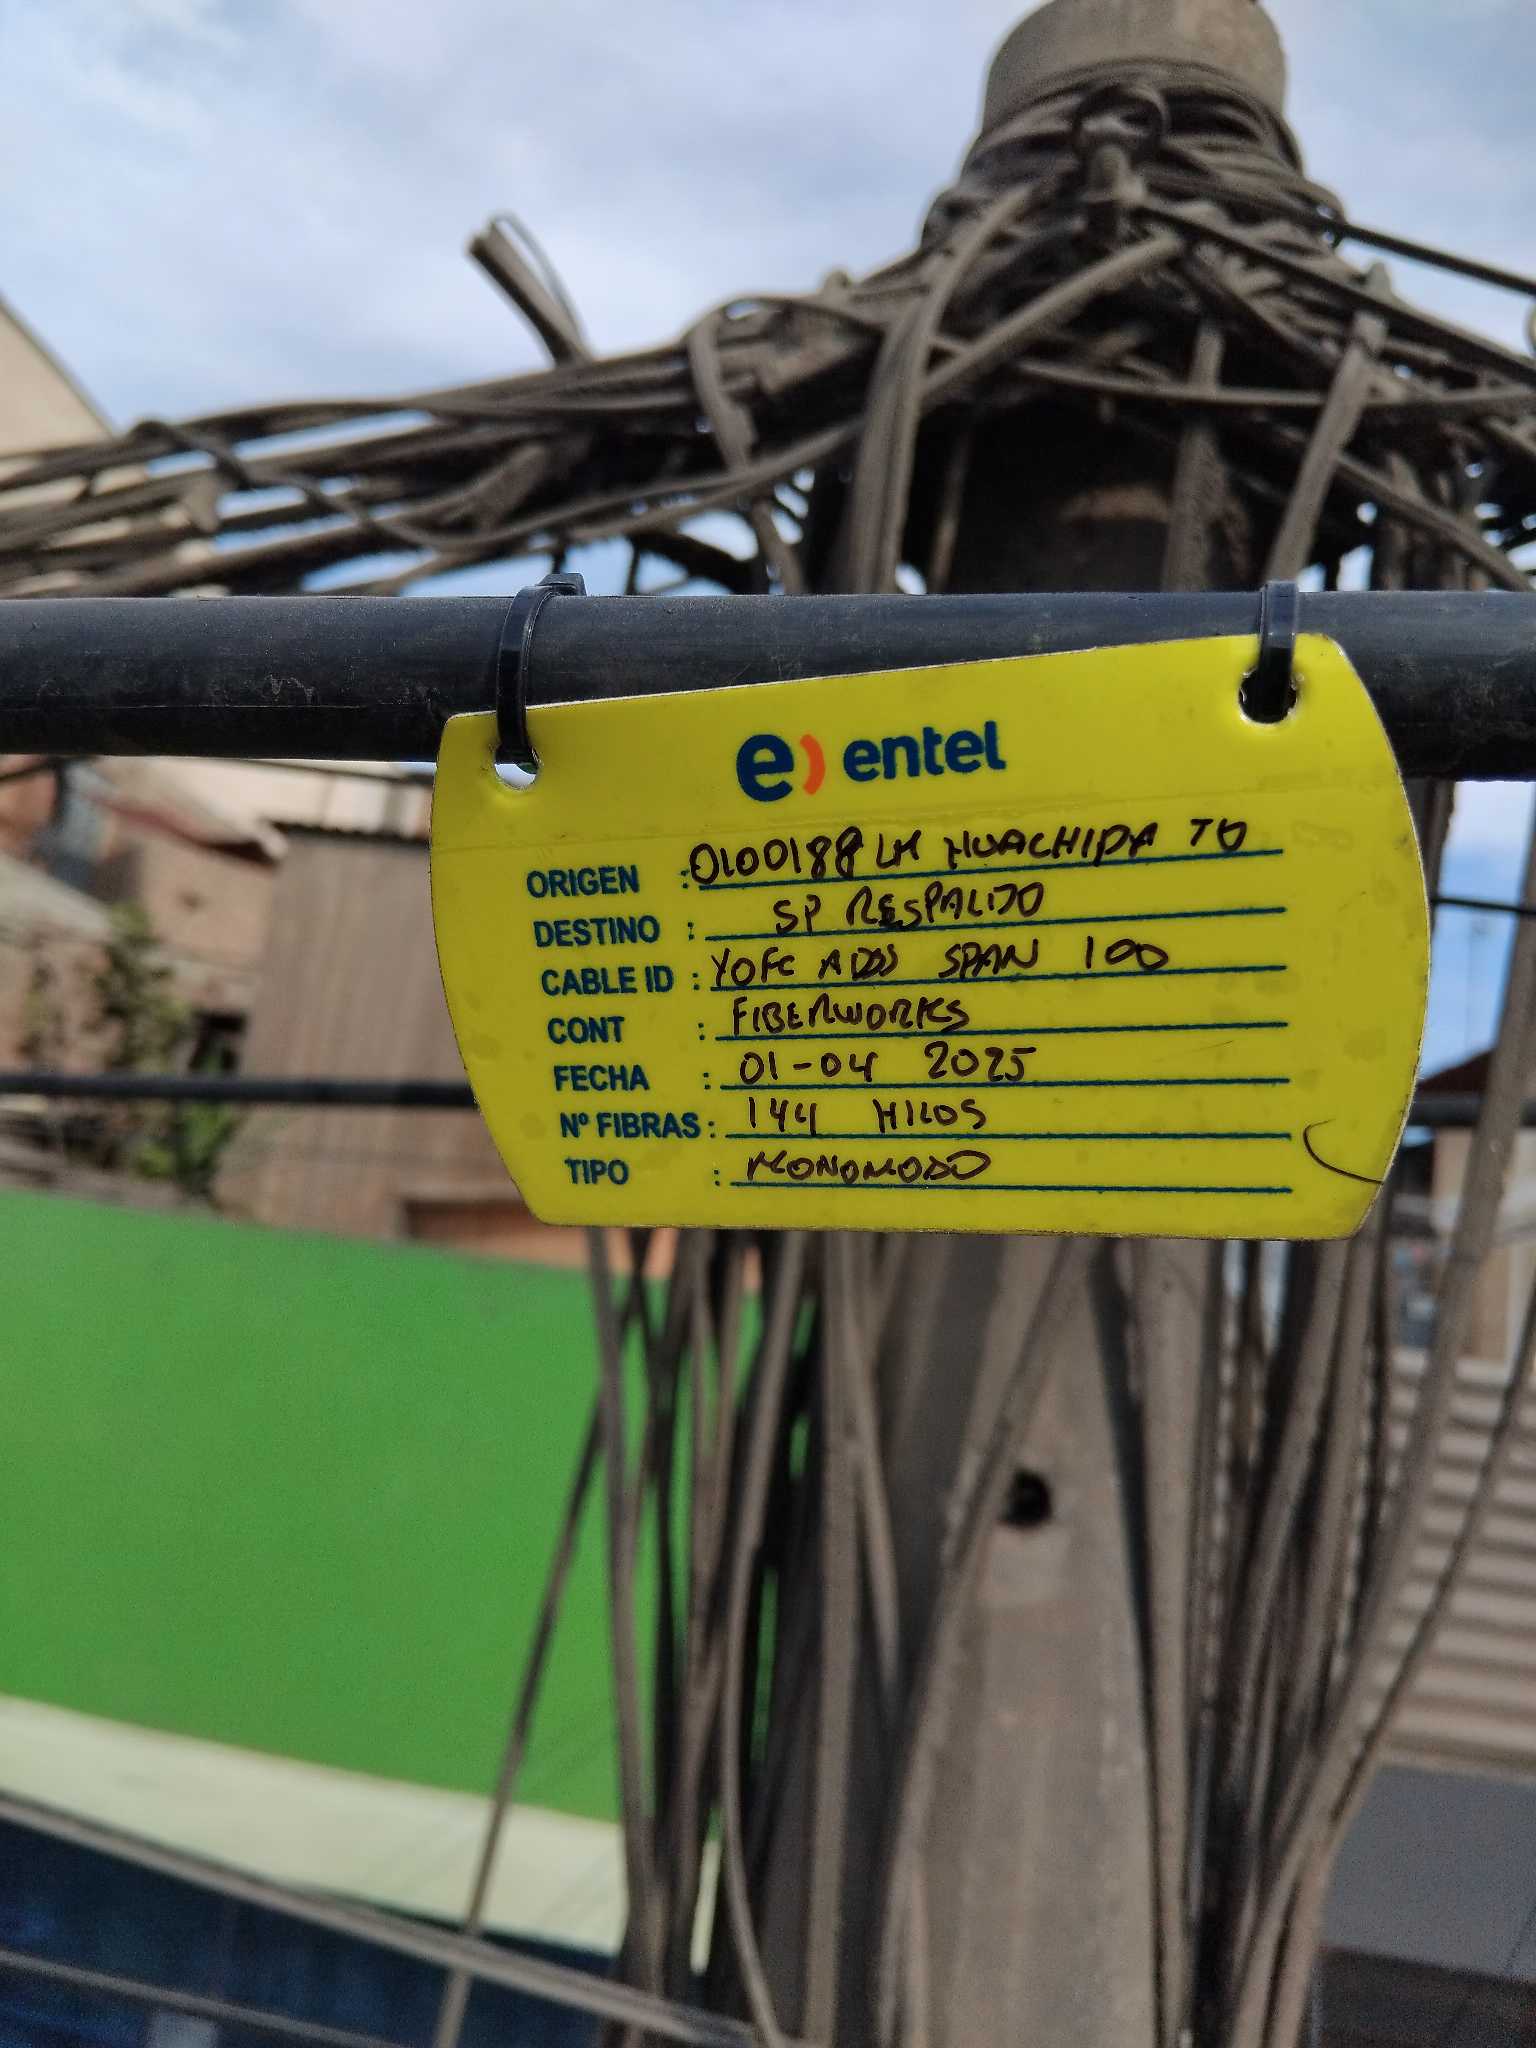 e) entel
ORIGEN : 0100188 LM HUACHIPA TO
DESTINO : SP RESPALDO
CABLE ID : YOFC ADSS SPAN 100
CONT : FIBERWORKS
FECHA : 01-04 2025
Nº FIBRAS : 144 HILOS
TIPO : MONOMODO